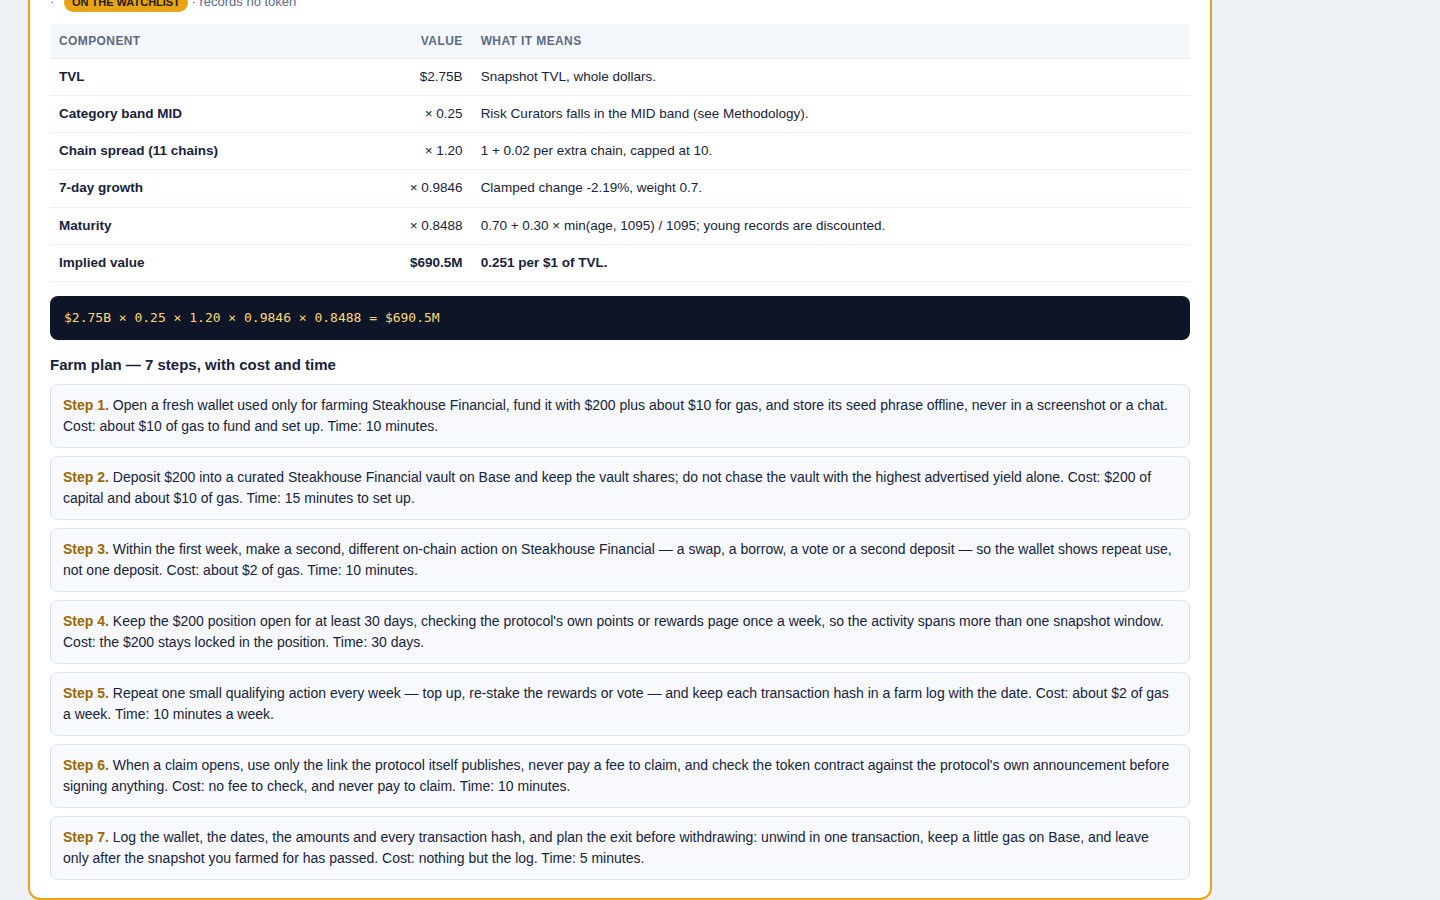 · ON THE WATCHLIST · records no token
COMPONENT VALUE WHAT IT MEANS
TVL $2.75B Snapshot TVL, whole dollars.
Category band MID × 0.25 Risk Curators falls in the MID band (see Methodology).
Chain spread (11 chains) × 1.20 1 + 0.02 per extra chain, capped at 10.
7-day growth × 0.9846 Clamped change -2.19%, weight 0.7.
Maturity × 0.8488 0.70 + 0.30 × min(age, 1095) / 1095; young records are discounted.
Implied value $690.5M 0.251 per $1 of TVL.
$2.75B × 0.25 × 1.20 × 0.9846 × 0.8488 = $690.5M
Farm plan — 7 steps, with cost and time
Step 1. Open a fresh wallet used only for farming Steakhouse Financial, fund it with $200 plus about $10 for gas, and store its seed phrase offline, never in a screenshot or a chat.
Cost: about $10 of gas to fund and set up. Time: 10 minutes.
Step 2. Deposit $200 into a curated Steakhouse Financial vault on Base and keep the vault shares; do not chase the vault with the highest advertised yield alone. Cost: $200 of
capital and about $10 of gas. Time: 15 minutes to set up.
Step 3. Within the first week, make a second, different on-chain action on Steakhouse Financial — a swap, a borrow, a vote or a second deposit — so the wallet shows repeat use,
not one deposit. Cost: about $2 of gas. Time: 10 minutes.
Step 4. Keep the $200 position open for at least 30 days, checking the protocol's own points or rewards page once a week, so the activity spans more than one snapshot window.
Cost: the $200 stays locked in the position. Time: 30 days.
Step 5. Repeat one small qualifying action every week — top up, re-stake the rewards or vote — and keep each transaction hash in a farm log with the date. Cost: about $2 of gas
a week. Time: 10 minutes a week.
Step 6. When a claim opens, use only the link the protocol itself publishes, never pay a fee to claim, and check the token contract against the protocol's own announcement before
signing anything. Cost: no fee to check, and never pay to claim. Time: 10 minutes.
Step 7. Log the wallet, the dates, the amounts and every transaction hash, and plan the exit before withdrawing: unwind in one transaction, keep a little gas on Base, and leave
only after the snapshot you farmed for has passed. Cost: nothing but the log. Time: 5 minutes.